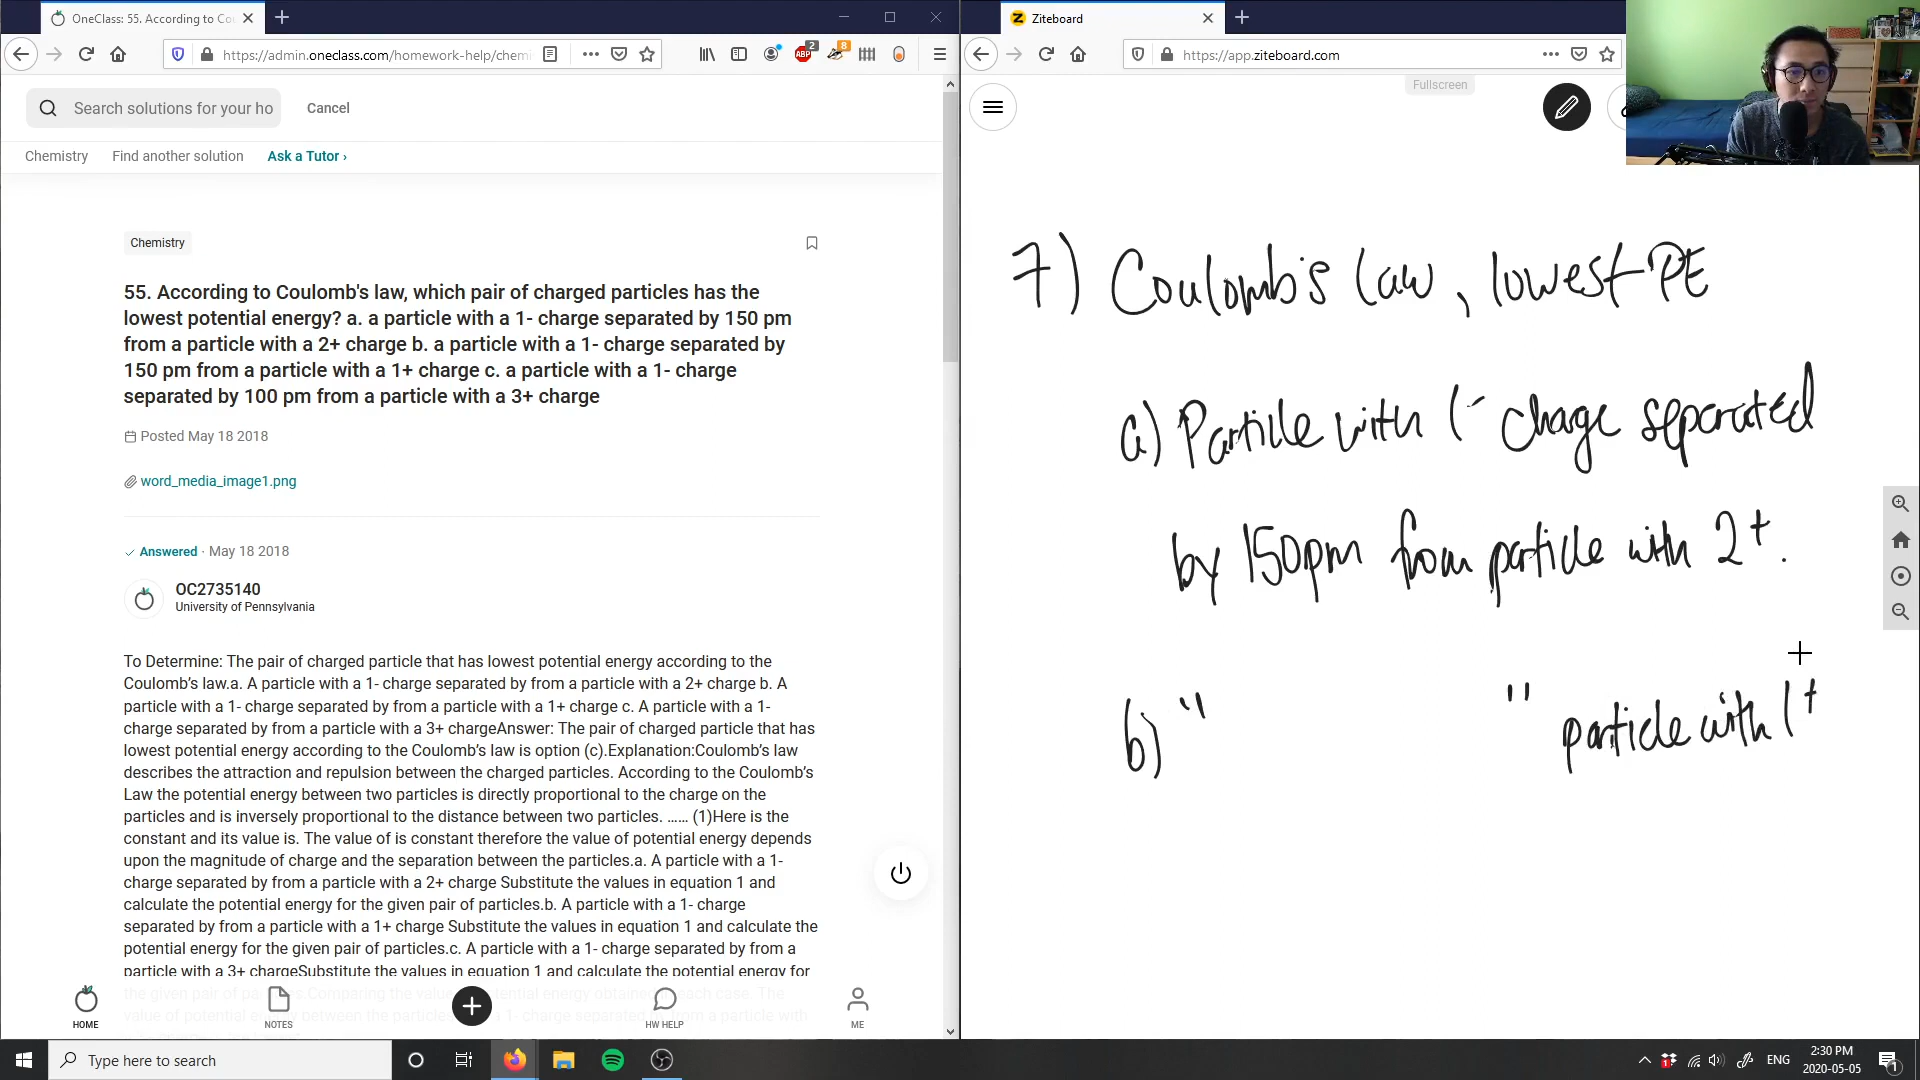 OneClass: 55. According to Cou
https://admin.oneclass.com/homework-help/chemi
ABP
2
8
Search solutions for your ho
Cancel
Chemistry
Find another solution
Ask a Tutor ›
Chemistry
55. According to Coulomb's law, which pair of charged particles has the
lowest potential energy? a. a particle with a 1- charge separated by 150 pm
from a particle with a 2+ charge b. a particle with a 1- charge separated by
150 pm from a particle with a 1+ charge c. a particle with a 1- charge
separated by 100 pm from a particle with a 3+ charge
Posted May 18 2018
word_media_image1.png
Answered · May 18 2018
OC2735140
University of Pennsylvania
To Determine: The pair of charged particle that has lowest potential energy according to the
Coulomb's law.a. A particle with a 1- charge separated by from a particle with a 2+ charge b. A
particle with a 1- charge separated by from a particle with a 1+ charge c. A particle with a 1-
charge separated by from a particle with a 3+ chargeAnswer: The pair of charged particle that has
lowest potential energy according to the Coulomb's law is option (c).Explanation:Coulomb's law
describes the attraction and repulsion between the charged particles. According to the Coulomb's
Law the potential energy between two particles is directly proportional to the charge on the
particles and is inversely proportional to the distance between two particles. …… (1)Here is the
constant and its value is. The value of is constant therefore the value of potential energy depends
upon the magnitude of charge and the separation between the particles.a. A particle with a 1-
charge separated by from a particle with a 2+ charge Substitute the values in equation 1 and
calculate the potential energy for the given pair of particles.b. A particle with a 1- charge
separated by from a particle with a 1+ charge Substitute the values in equation 1 and calculate the
potential energy for the given pair of particles.c. A particle with a 1- charge separated by from a
particle with a 3+ chargeSubstitute the values in equation 1 and calculate the potential energy for
HOME
NOTES
HW HELP
ME
Ziteboard
https://app.ziteboard.com
Fullscreen
7) Coulomb's law, lowest PE
a) Particle with 1- charge separated
by 150pm from particle with 2+.
b) " " particle with 1+
Type here to search
ENG
2:30 PM
2020-05-05
1